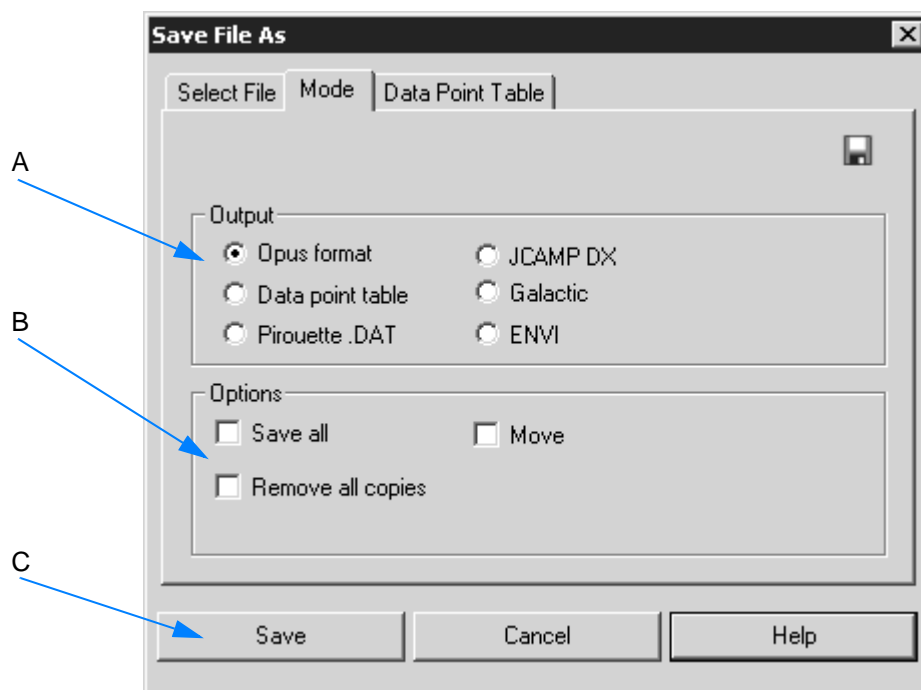 Save File As
Select File Mode Data Point Table
A
Output
Opus format JCAMP DX
Data point table Galactic
B
Pirouette .DAT ENVI
Options
Save all Move
Remove all copies
C
Save Cancel Help